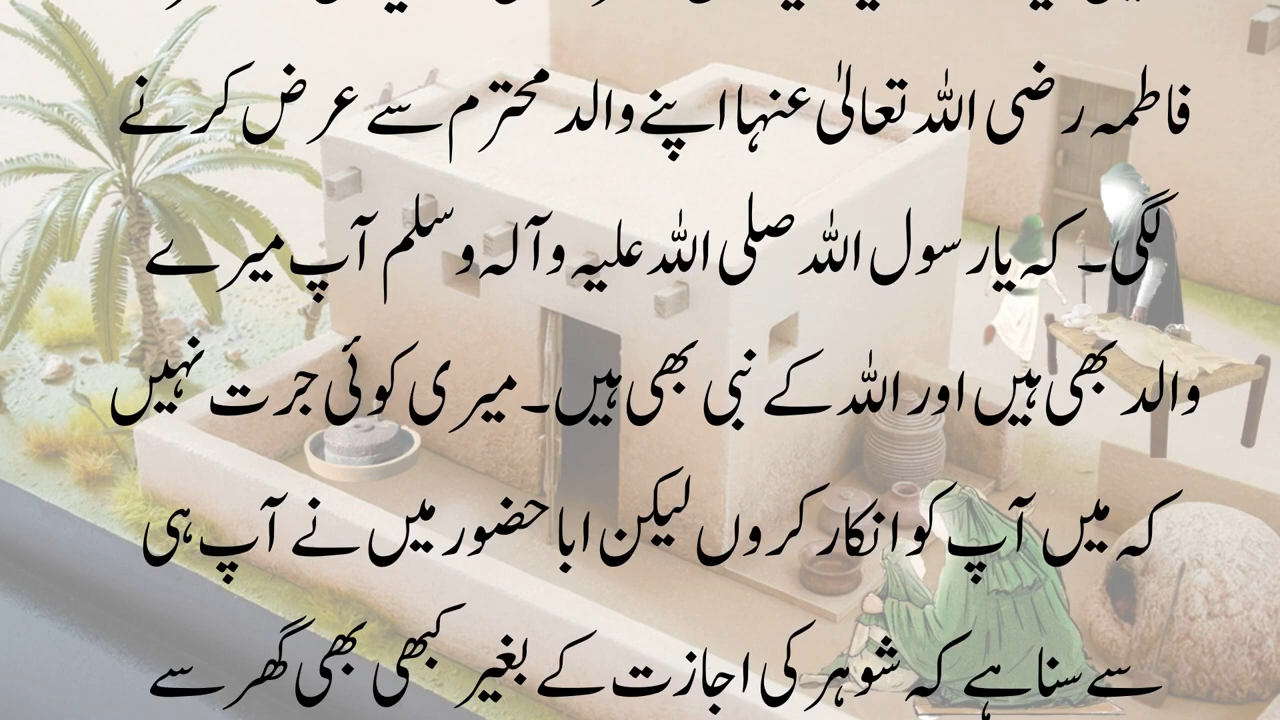 فاطمہ رضی اللہ تعالیٰ عنہا اپنے والد محترم سے عرض کرنے
لگی۔ کہ یا رسول اللہ صلی اللہ علیہ وآلہ وسلم آپ میرے
والد بھی ہیں اور اللہ کے نبی بھی ہیں۔ میری کوئی جرت نہیں
کہ میں آپ کو انکار کروں لیکن ابا حضور میں نے آپ ہی
سے سنا ہے کہ شوہر کی اجازت کے بغیر کبھی بھی گھر سے